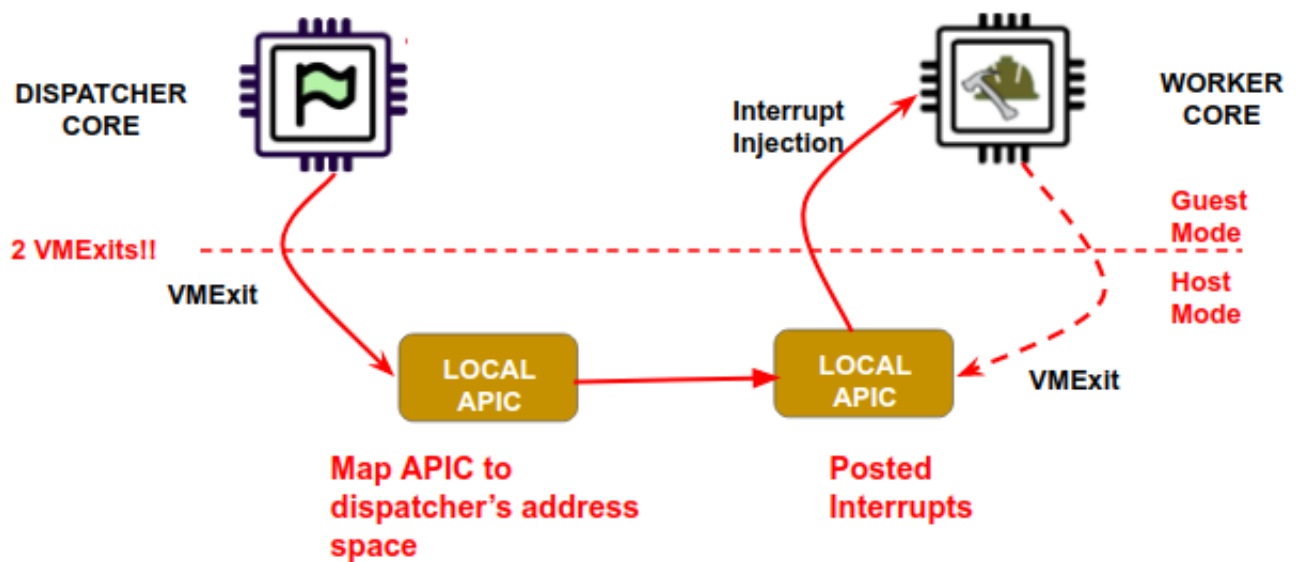 DISPATCHER
CORE
Interrupt
Injection
WORKER
CORE
2 VMExits!!
Guest
Mode
VMExit
Host
Mode
LOCAL
APIC
LOCAL
APIC
VMExit
Map APIC to
dispatcher’s address
space
Posted
Interrupts